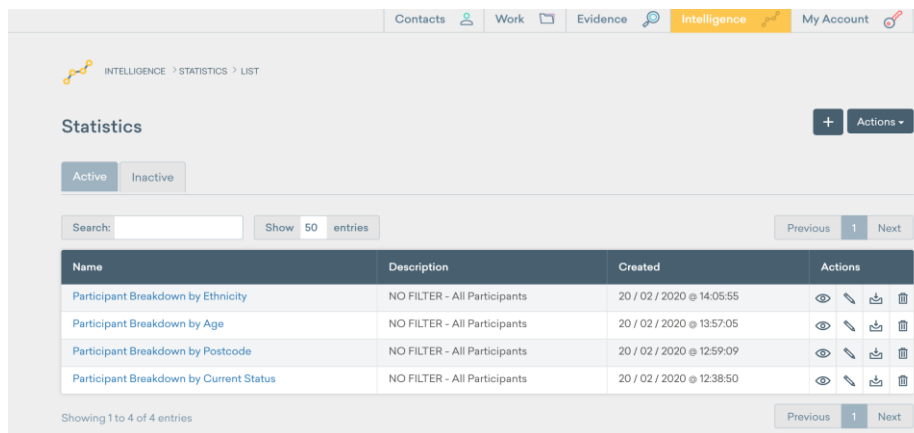 Contacts Work Evidence Intelligence My Account
INTELLIGENCE > STATISTICS > LIST
Statistics
+ Actions
Active Inactive
Search: Show 50 entries Previous 1 Next
Name Description Created Actions
Participant Breakdown by Ethnicity NO FILTER - All Participants 20 / 02 / 2020 @ 14:05:55
Participant Breakdown by Age NO FILTER - All Participants 20 / 02 / 2020 @ 13:57:05
Participant Breakdown by Postcode NO FILTER - All Participants 20 / 02 / 2020 @ 12:59:09
Participant Breakdown by Current Status NO FILTER - All Participants 20 / 02 / 2020 @ 12:38:50
Showing 1 to 4 of 4 entries Previous 1 Next